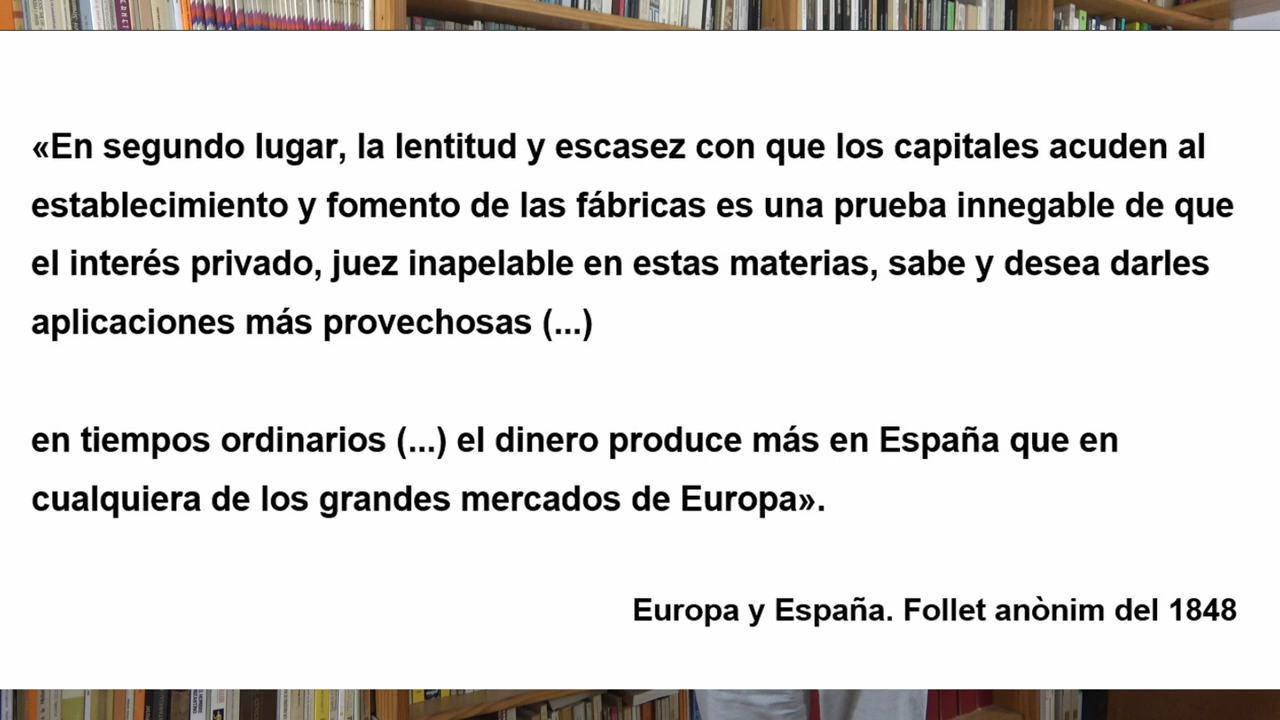 «En segundo lugar, la lentitud y escasez con que los capitales acuden al
establecimiento y fomento de las fábricas es una prueba innegable de que
el interés privado, juez inapelable en estas materias, sabe y desea darles
aplicaciones más provechosas (...)
en tiempos ordinarios (...) el dinero produce más en España que en
cualquiera de los grandes mercados de Europa».
Europa y España. Follet anònim del 1848